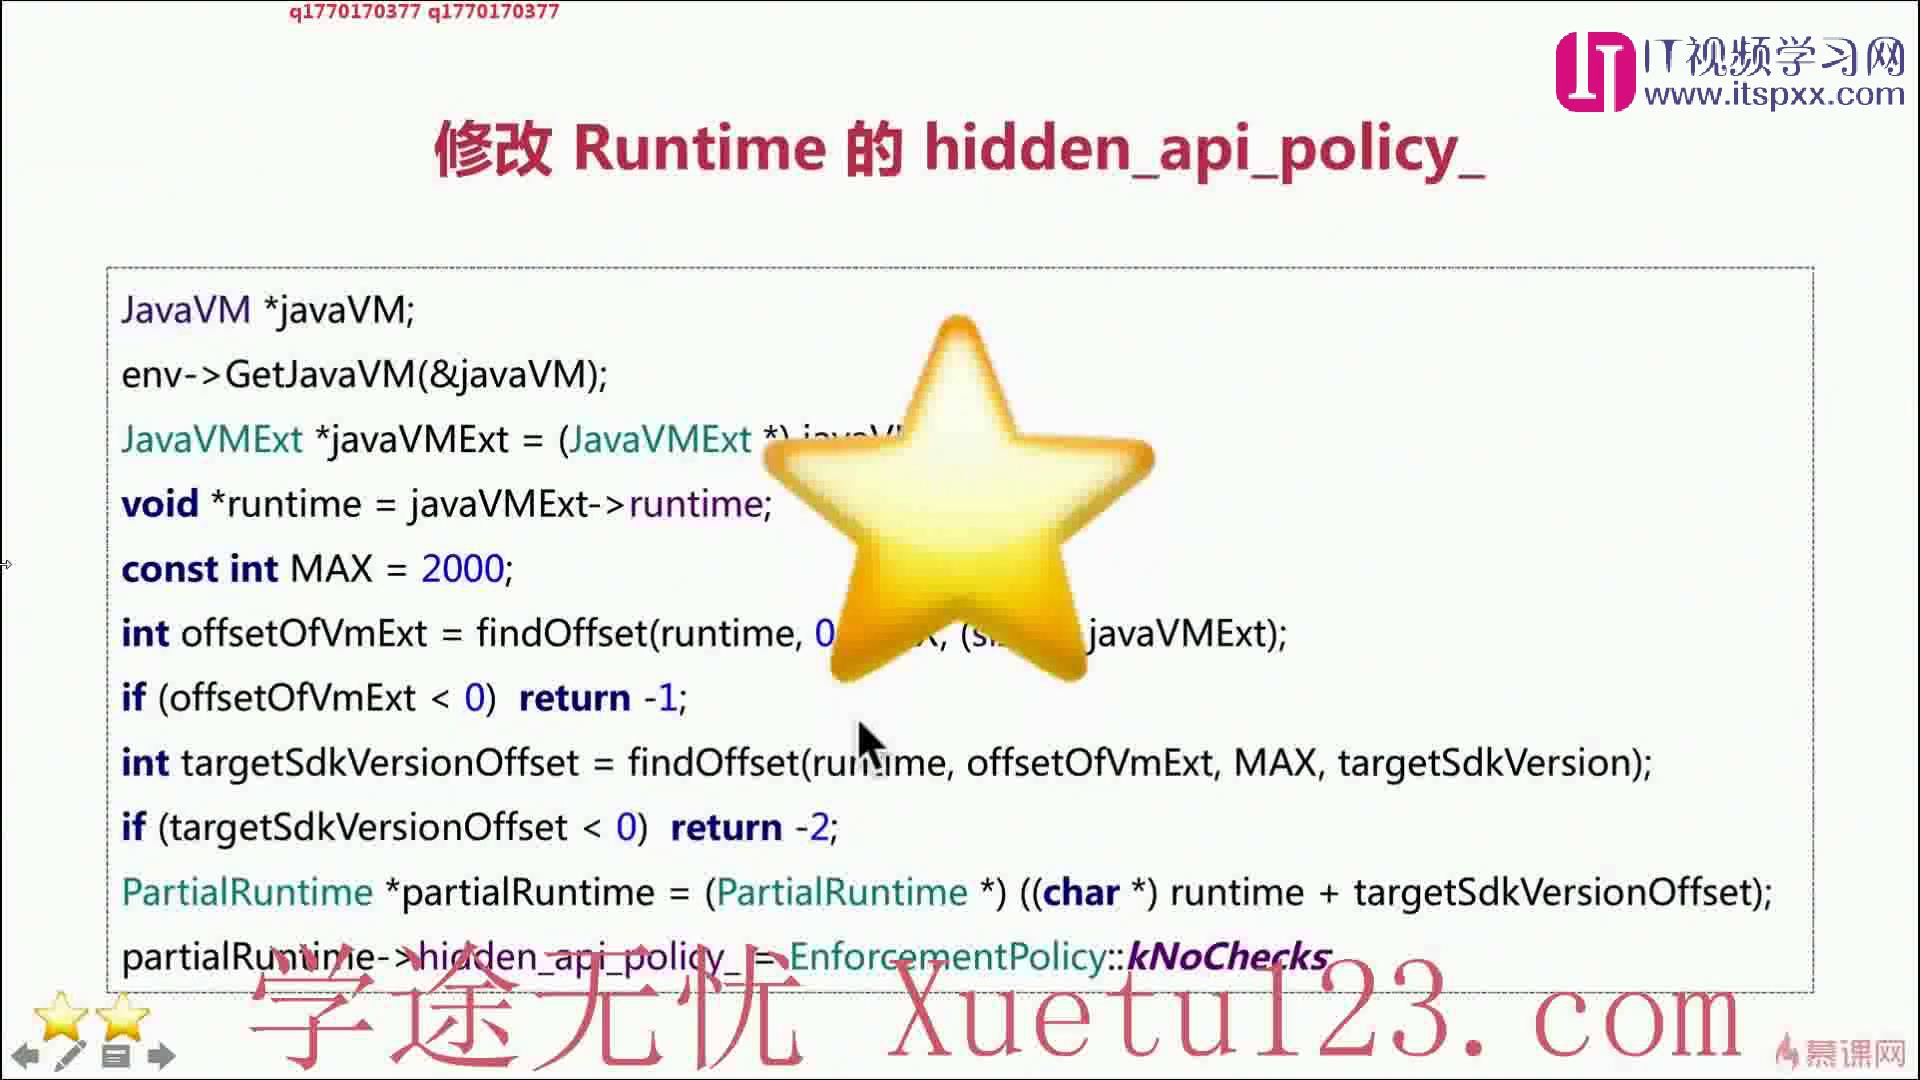 q1770170377 q1770170377
IT视频学习网
www.itspxx.com
修改 Runtime 的 hidden_api_policy_
JavaVM *javaVM;
env->GetJavaVM(&javaVM);
JavaVMExt *javaVMExt = (JavaVMExt *)
void *runtime = javaVMExt->runtime;
const int MAX = 2000;
int offsetOfVmExt = findOffset(runtime, 0 javaVMExt);
if (offsetOfVmExt < 0) return -1;
int targetSdkVersionOffset = findOffset(runtime, offsetOfVmExt, MAX, targetSdkVersion);
if (targetSdkVersionOffset < 0) return -2;
PartialRuntime *partialRuntime = (PartialRuntime *) ((char *) runtime + targetSdkVersionOffset);
partialRuntime->hidden_api_policy_ = EnforcementPolicy::kNoChecks
学途无忧 Xuetu123.com
慕课网